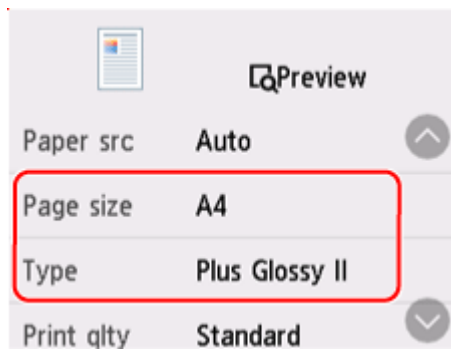 Preview
Paper src Auto
Page size A4
Type Plus Glossy II
Print qlty Standard